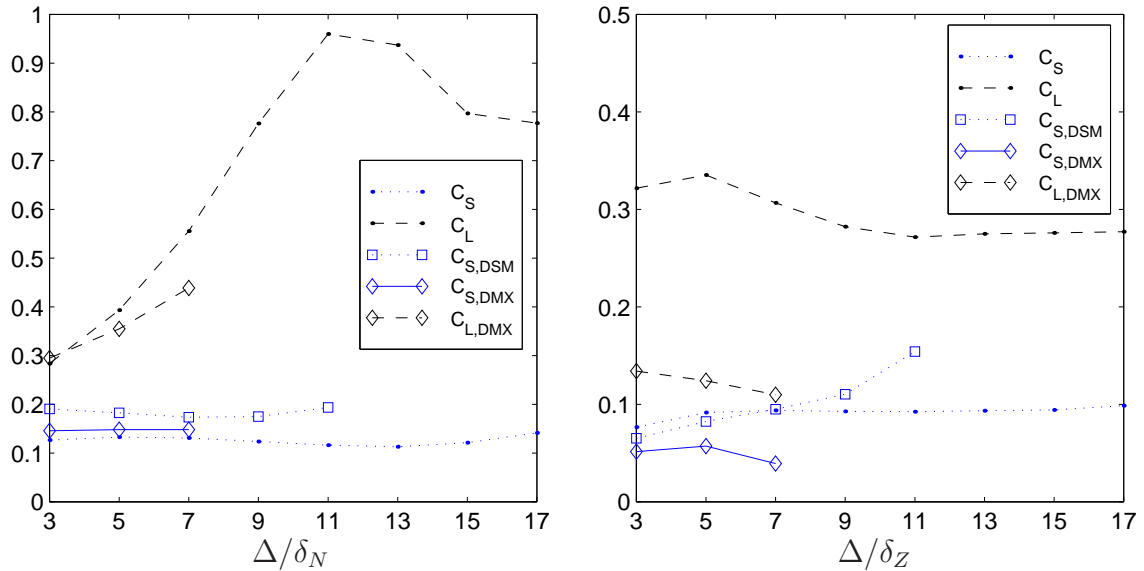 1
0.9
0.8
0.7
0.6
0.5
0.4
0.3
0.2
0.1
0
3 5 7 9 11 13 15 17
Δ/δ_N
C_S
C_L
C_S,DSM
C_S,DMX
C_L,DMX
0.5
0.4
0.3
0.2
0.1
0
3 5 7 9 11 13 15 17
Δ/δ_Z
C_S
C_L
C_S,DSM
C_S,DMX
C_L,DMX